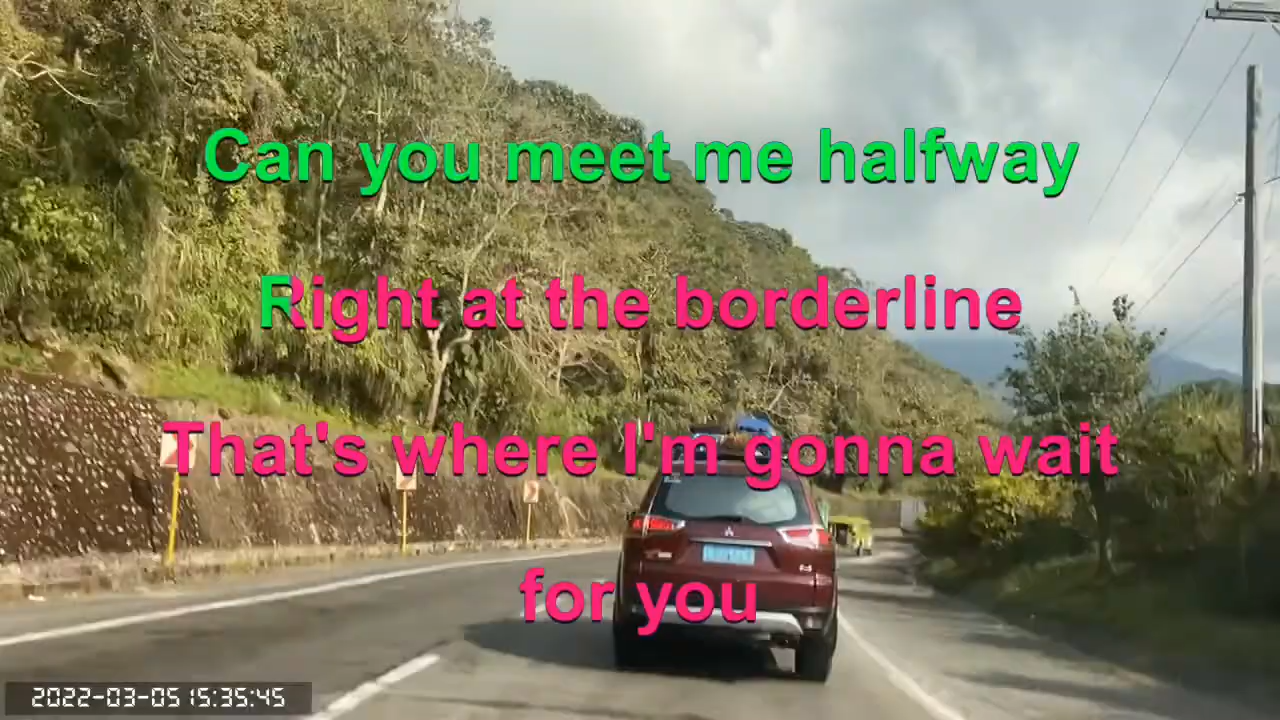 Can you meet me halfway
Right at the borderline
That's where I'm gonna wait
for you
2022-03-05 15:35:45